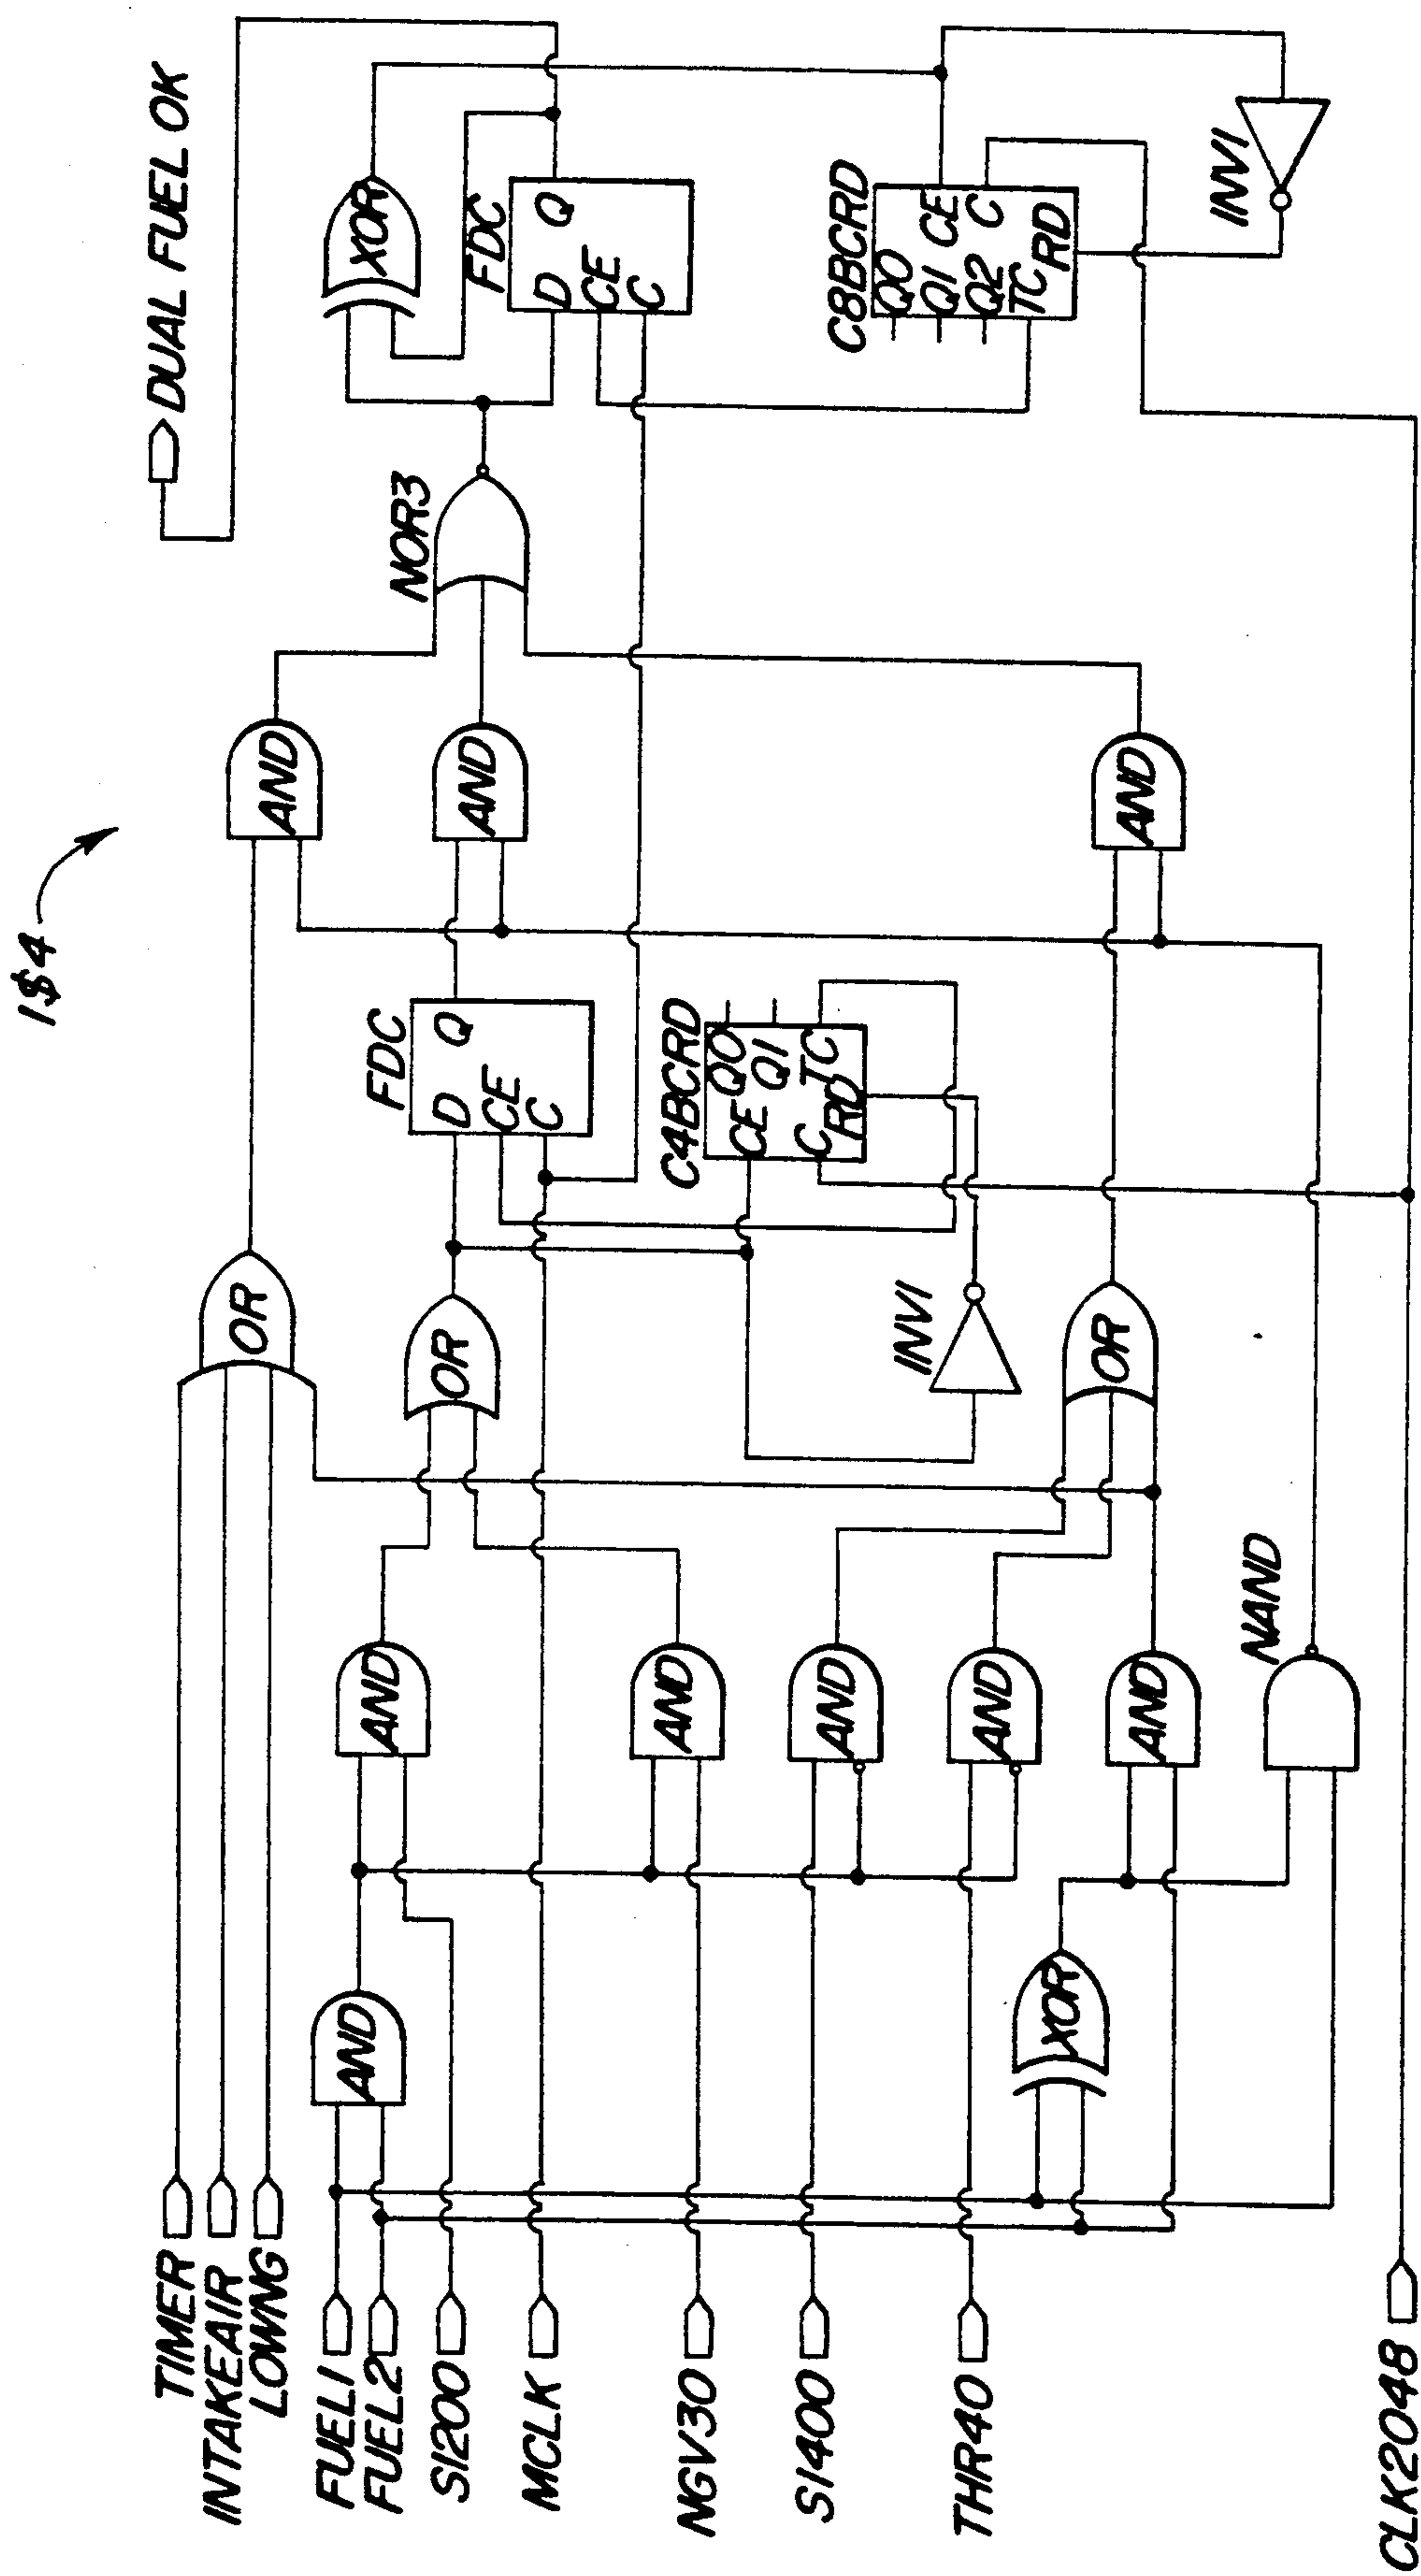 1$4
TIMER
INTAKEAIR
LOWNG
FUEL1
FUEL2
S1200
MCLK
NGV30
S1400
THR40
CLK2048
AND
XOR
AND
AND
AND
AND
AND
NAND
OR
OR
INV1
OR
FDC
D Q
CE
C
C4BCRD
Q0
CE Q1
C TC
RD
AND
AND
AND
NOR3
DUAL FUEL OK
XOR
FDC
D Q
CE
C
C8BCRD
Q0
Q1 CE
Q2 C
TC
RD
INV1